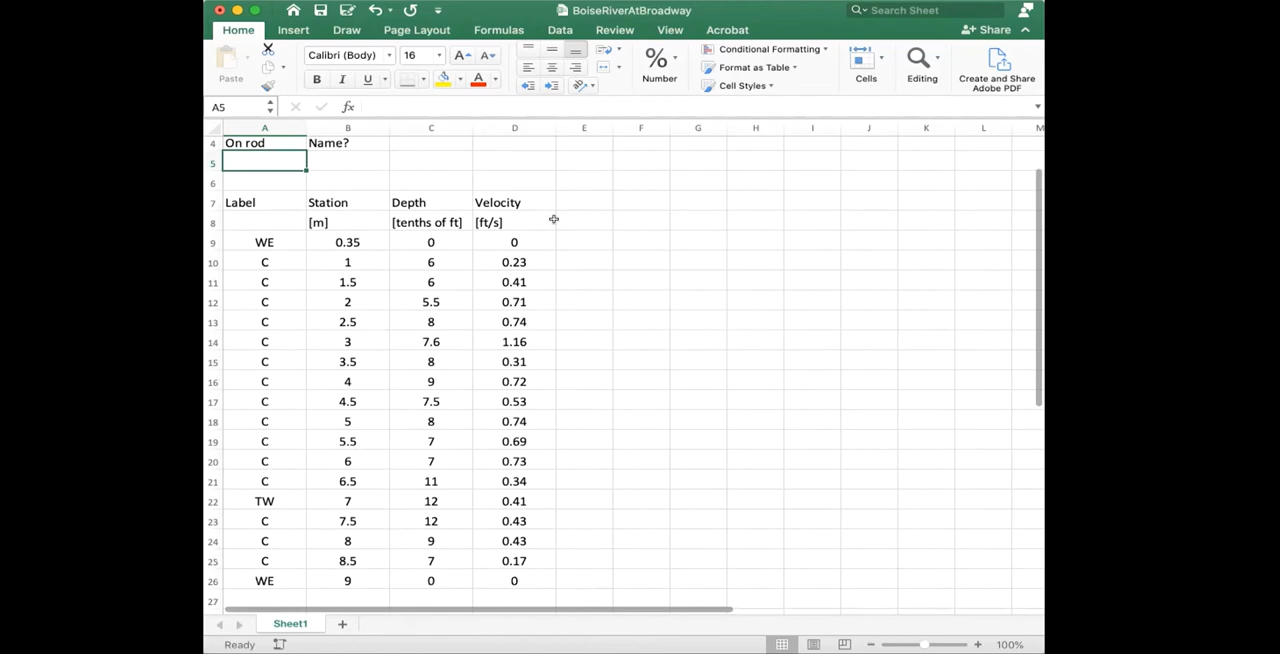 BoiseRiverAtBroadway
Search Sheet
Home Insert Draw Page Layout Formulas Data Review View Acrobat Share
Paste Calibri (Body) 16 A A Number Conditional Formatting Cells Editing Create and Share Adobe PDF
B I U A Format as Table
Cell Styles
A5 fx
A B C D E F G H I J K L M
4 On rod Name?
5
6
7 Label Station Depth Velocity
8 [m] [tenths of ft] [ft/s]
9 WE 0.35 0 0
10 C 1 6 0.23
11 C 1.5 6 0.41
12 C 2 5.5 0.71
13 C 2.5 8 0.74
14 C 3 7.6 1.16
15 C 3.5 8 0.31
16 C 4 9 0.72
17 C 4.5 7.5 0.53
18 C 5 8 0.74
19 C 5.5 7 0.69
20 C 6 7 0.73
21 C 6.5 11 0.34
22 TW 7 12 0.41
23 C 7.5 12 0.43
24 C 8 9 0.43
25 C 8.5 7 0.17
26 WE 9 0 0
27
Sheet1
Ready 100%